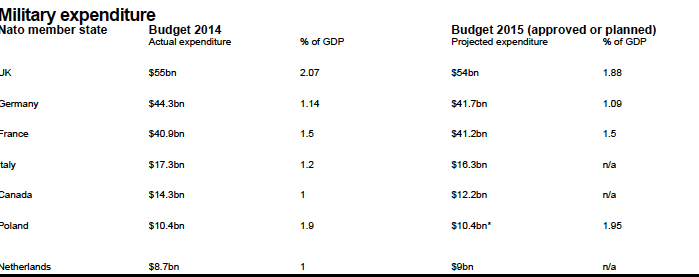 Military expenditure
Nato member state Budget 2014 Budget 2015 (approved or planned)
Actual expenditure % of GDP Projected expenditure % of GDP
UK $55bn 2.07 $54bn 1.88
Germany $44.3bn 1.14 $41.7bn 1.09
France $40.9bn 1.5 $41.2bn 1.5
Italy $17.3bn 1.2 $16.3bn n/a
Canada $14.3bn 1 $12.2bn n/a
Poland $10.4bn 1.9 $10.4bn* 1.95
Netherlands $8.7bn 1 $9bn n/a